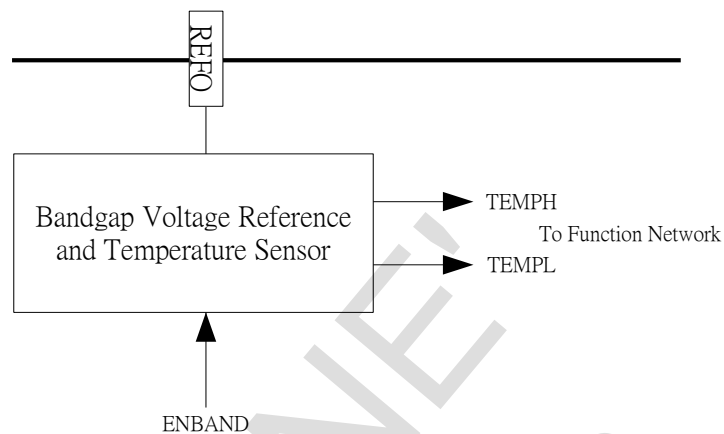 REFO
Bandgap Voltage Reference
and Temperature Sensor
TEMPH
To Function Network
TEMPL
ENBAND